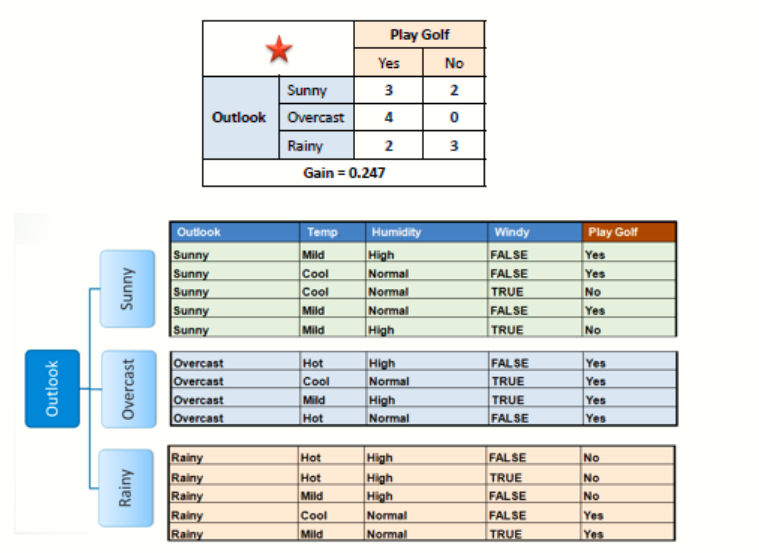 Play Golf
Yes No
Outlook Sunny 3 2
Overcast 4 0
Rainy 2 3
Gain = 0.247
Outlook Temp Humidity Windy Play Golf
Sunny Mild High FALSE Yes
Sunny Cool Normal FALSE Yes
Sunny Cool Normal TRUE No
Sunny Mild Normal FALSE Yes
Sunny Mild High TRUE No
Overcast Hot High FALSE Yes
Overcast Cool Normal TRUE Yes
Overcast Mild High TRUE Yes
Overcast Hot Normal FALSE Yes
Rainy Hot High FALSE No
Rainy Hot High TRUE No
Rainy Mild High FALSE No
Rainy Cool Normal FALSE Yes
Rainy Mild Normal TRUE Yes
Outlook
Sunny
Overcast
Rainy